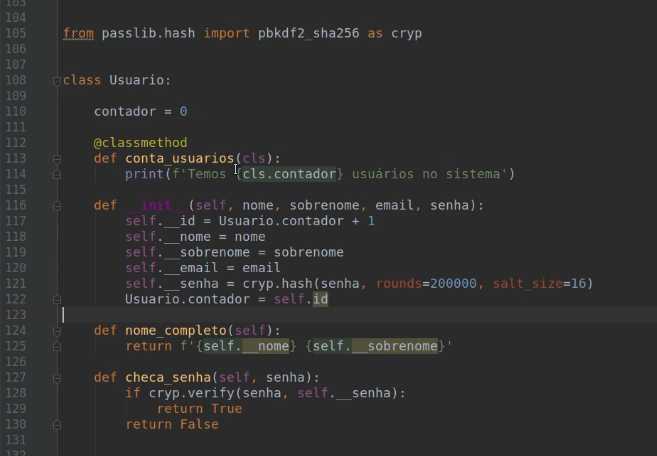 103
104
105 from passlib.hash import pbkdf2_sha256 as cryp
106
107
108 class Usuario:
109
110     contador = 0
111
112     @classmethod
113     def conta_usuarios(cls):
114         print(f'Temos {cls.contador} usuários no sistema')
115
116     def __init__(self, nome, sobrenome, email, senha):
117         self.__id = Usuario.contador + 1
118         self.__nome = nome
119         self.__sobrenome = sobrenome
120         self.__email = email
121         self.__senha = cryp.hash(senha, rounds=200000, salt_size=16)
122         Usuario.contador = self.id
123
124     def nome_completo(self):
125         return f'{self.__nome} {self.__sobrenome}'
126
127     def checa_senha(self, senha):
128         if cryp.verify(senha, self.__senha):
129             return True
130         return False
131
132